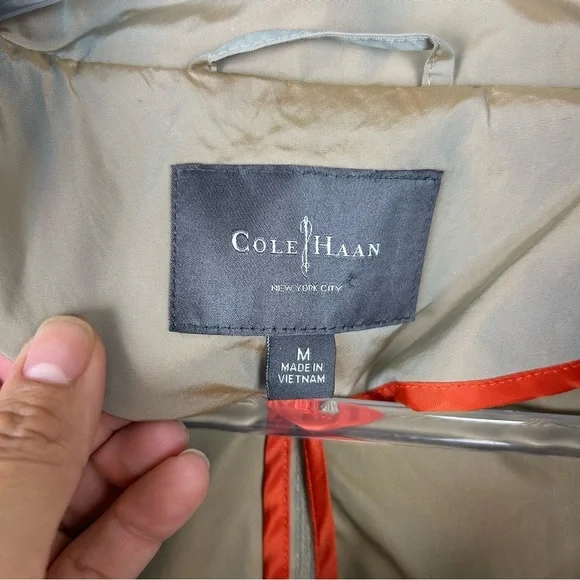 COLE HAAN
NEW YORK CITY
M
MADE IN
VIETNAM